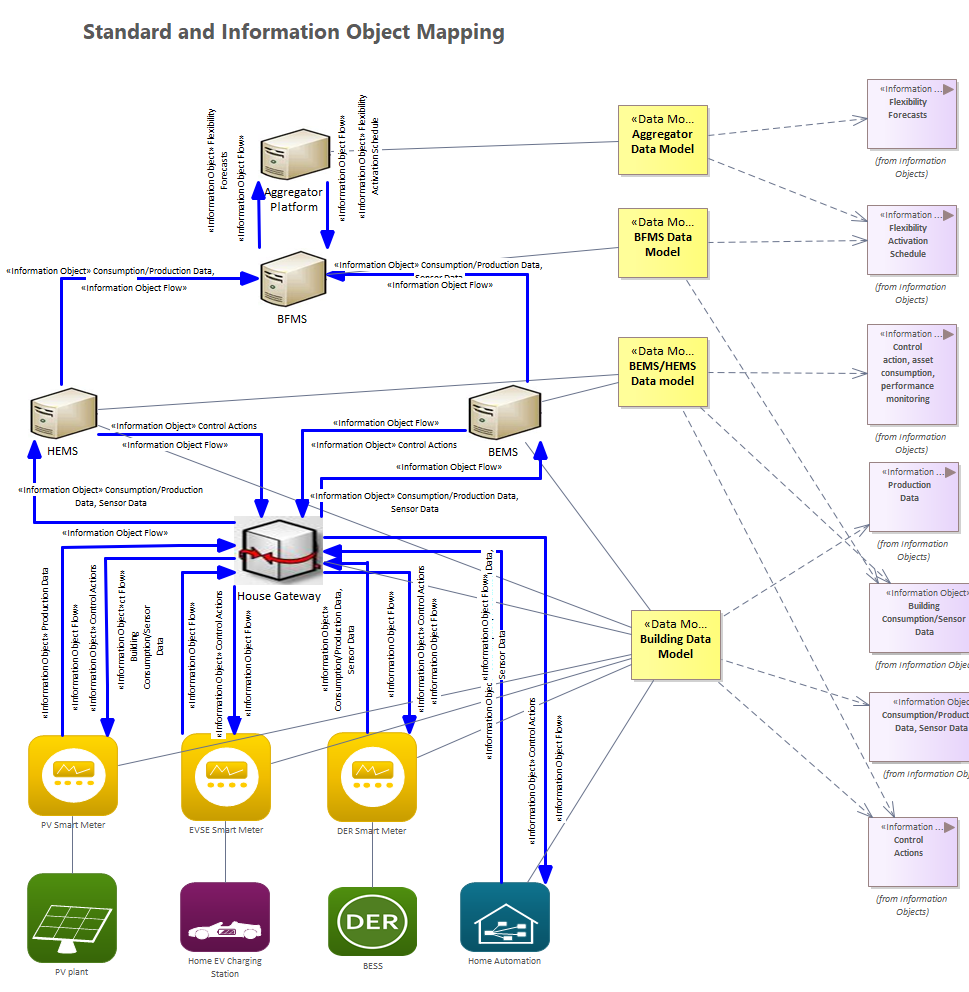 Standard and Information Object Mapping
«Information Object» Flexibility
Forecasts
«Information Object Flow»
«Information Object Flow»
«Information Object» Flexibility
Activation Schedule
Aggregator
Platform
«Information Object» Consumption/Production Data,
«Information Object Flow»
«Information Object» Consumption/Production Data,
«Information Object Flow»
BFMS
HEMS
«Information Object» Control Actions
«Information Object Flow»
«Information Object Flow»
«Information Object» Control Actions
BEMS
«Information Object Flow»
«Information Object» Consumption/Production
Data, Sensor Data
«Information Object» Consumption/Production Data,
Sensor Data
«Information Object Flow»
House Gateway
«Information Object» Production Data
«Information Object Flow»
«Information Object» Control Actions
«Information Object»ct Flow»
Building
Consumption/Sensor
Data
«Information Object Flow»
«Information Object» Control Actions
«Information Object Flow»
«Information Object»
Consumption/Production Data,
Sensor Data
«Information Object Flow»
«Information Object» Control Actions
«Information Object Flow»
«Information Object Flow» Data,
Sensor Data
«Information Objec
«Information Object» Control Actions
«Information Object Flow»
PV Smart Meter
EVSE Smart Meter
DER Smart Meter
PV plant
Home EV Charging
Station
DER
BESS
Home Automation
«Data Mo...
Aggregator
Data Model
«Data Mo...
BFMS Data
Model
«Data Mo...
BEMS/HEMS
Data model
«Data Mo...
Building Data
Model
«Information ...
Flexibility
Forecasts
(from Information
Objects)
«Information ...
Flexibility
Activation
Schedule
(from Information
Objects)
«Information ...
Control
action, asset
consumption,
performance
monitoring
(from Information
Objects)
«Information ...
Production
Data
(from Information
Objects)
«Information Object»
Building
Consumption/Sensor
Data
(from Information Objec
«Information Objec
Consumption/Product
Data, Sensor Data
(from Information Ob
«Information ...
Control
Actions
(from Information
Objects)